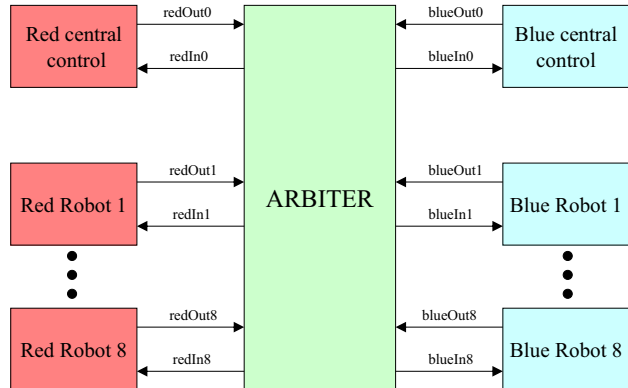 Red central
control
redOut0
redIn0
blueOut0
blueIn0
Blue central
control
ARBITER
Red Robot 1
redOut1
redIn1
blueOut1
blueIn1
Blue Robot 1
Red Robot 8
redOut8
redIn8
blueOut8
blueIn8
Blue Robot 8